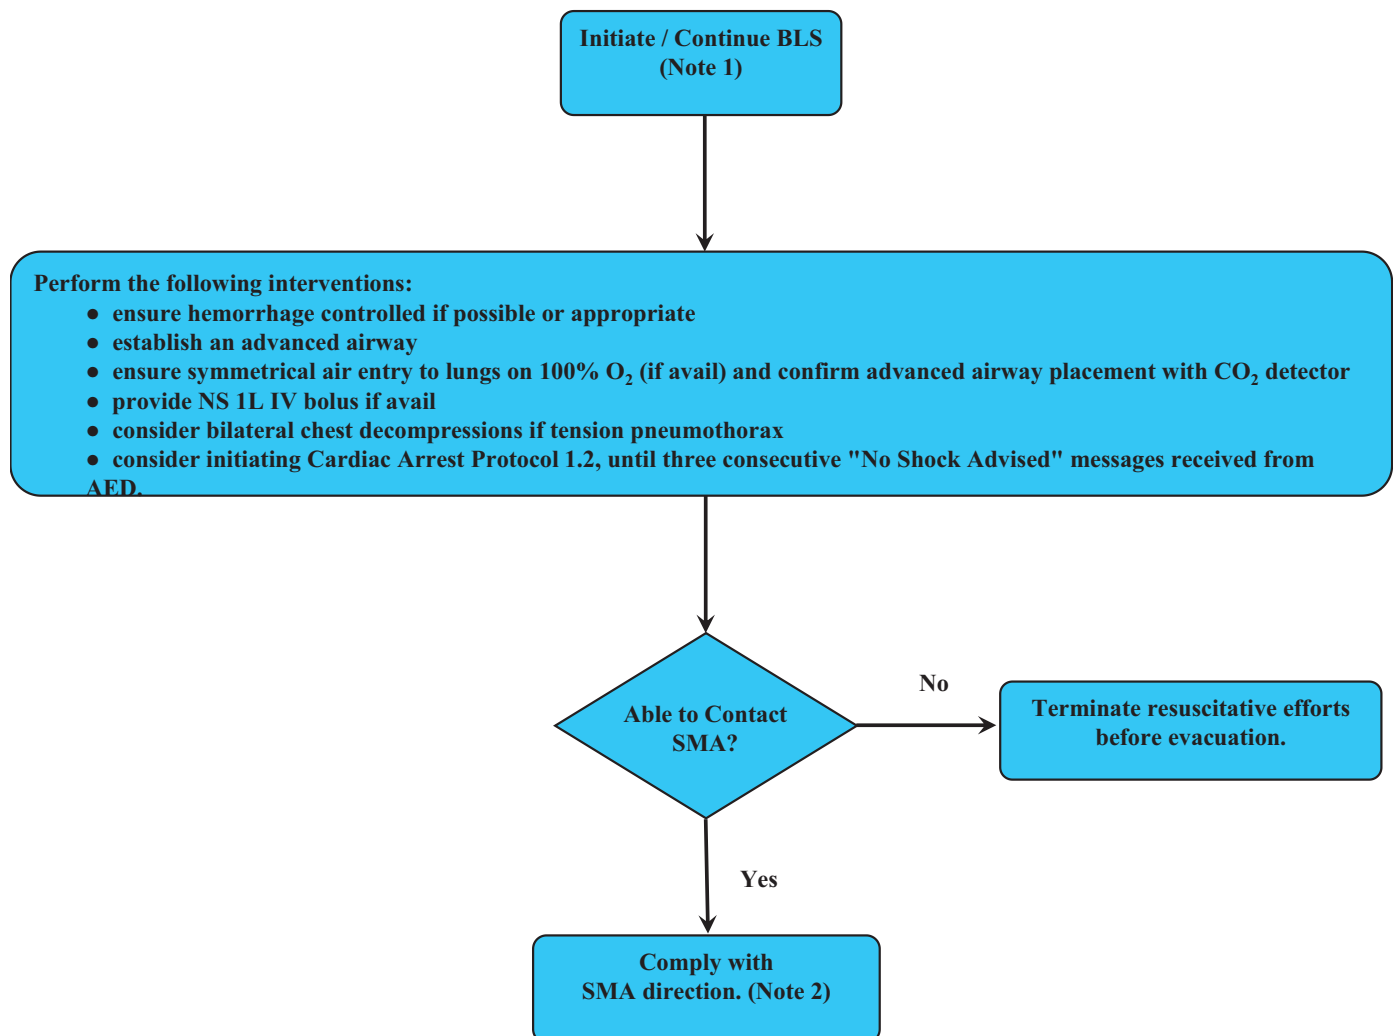 Initiate / Continue BLS
(Note 1)
Perform the following interventions:
● ensure hemorrhage controlled if possible or appropriate
● establish an advanced airway
● ensure symmetrical air entry to lungs on 100% O₂ (if avail) and confirm advanced airway placement with CO₂ detector
● provide NS 1L IV bolus if avail
● consider bilateral chest decompressions if tension pneumothorax
● consider initiating Cardiac Arrest Protocol 1.2, until three consecutive "No Shock Advised" messages received from
AED.
Able to Contact
SMA?
No
Terminate resuscitative efforts
before evacuation.
Yes
Comply with
SMA direction. (Note 2)